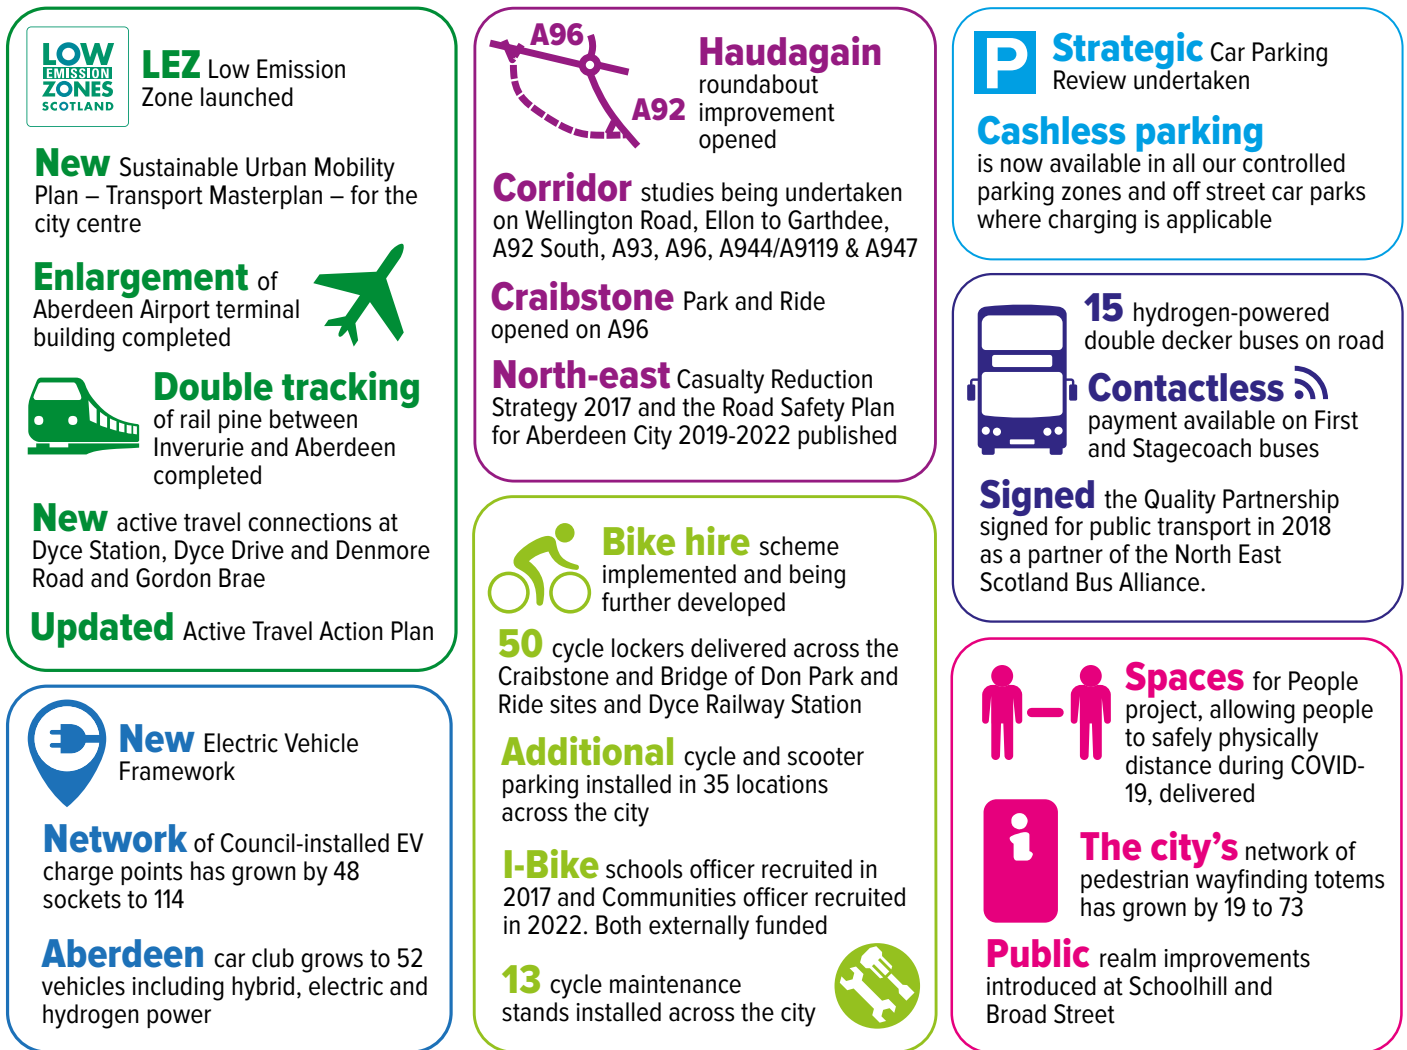 LOW
EMISSION
ZONES
SCOTLAND
LEZ Low Emission
Zone launched
New Sustainable Urban Mobility
Plan – Transport Masterplan – for the
city centre
Enlargement of
Aberdeen Airport terminal
building completed
Double tracking
of rail pine between
Inverurie and Aberdeen
completed
New active travel connections at
Dyce Station, Dyce Drive and Denmore
Road and Gordon Brae
Updated Active Travel Action Plan
New Electric Vehicle
Framework
Network of Council-installed EV
charge points has grown by 48
sockets to 114
Aberdeen car club grows to 52
vehicles including hybrid, electric and
hydrogen power
A96
A92
Haudagain
roundabout
improvement
opened
Corridor studies being undertaken
on Wellington Road, Ellon to Garthdee,
A92 South, A93, A96, A944/A9119 & A947
Craibstone Park and Ride
opened on A96
North-east Casualty Reduction
Strategy 2017 and the Road Safety Plan
for Aberdeen City 2019-2022 published
Bike hire scheme
implemented and being
further developed
50 cycle lockers delivered across the
Craibstone and Bridge of Don Park and
Ride sites and Dyce Railway Station
Additional cycle and scooter
parking installed in 35 locations
across the city
I-Bike schools officer recruited in
2017 and Communities officer recruited
in 2022. Both externally funded
13 cycle maintenance
stands installed across the city
P
Strategic Car Parking
Review undertaken
Cashless parking
is now available in all our controlled
parking zones and off street car parks
where charging is applicable
15 hydrogen-powered
double decker buses on road
Contactless
payment available on First
and Stagecoach buses
Signed the Quality Partnership
signed for public transport in 2018
as a partner of the North East
Scotland Bus Alliance.
Spaces for People
project, allowing people
to safely physically
distance during COVID-
19, delivered
i
The city's network of
pedestrian wayfinding totems
has grown by 19 to 73
Public realm improvements
introduced at Schoolhill and
Broad Street